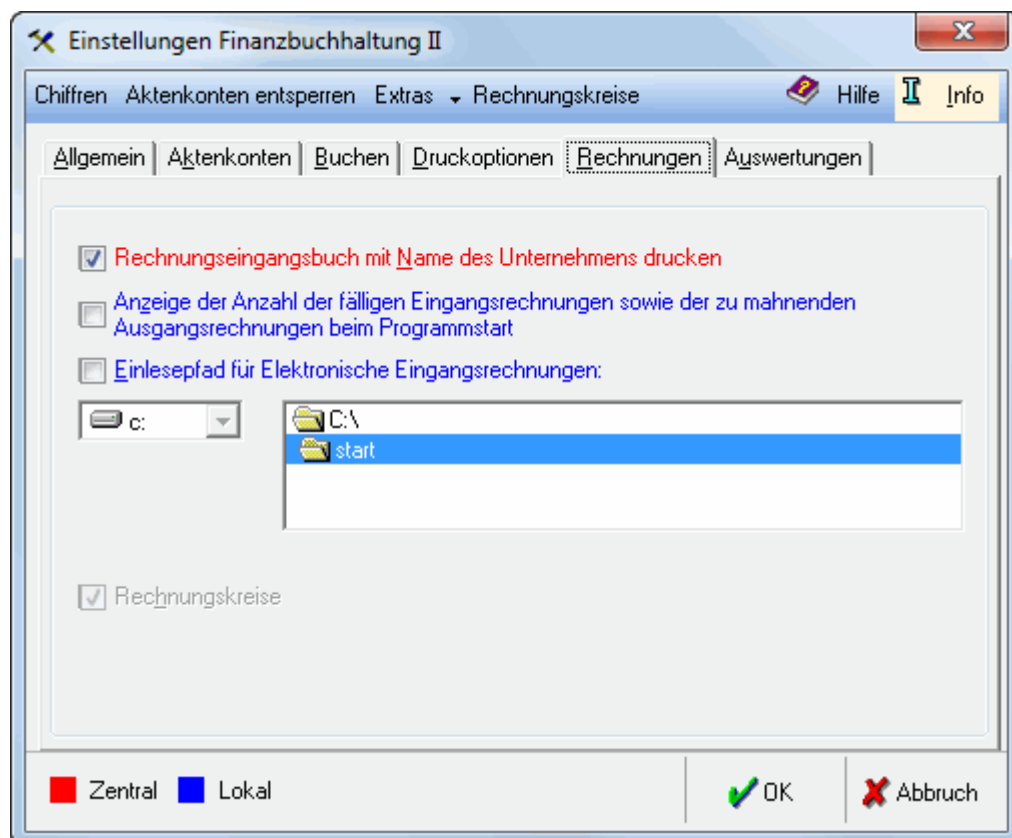 Einstellungen Finanzbuchhaltung II
Chiffren Aktenkonten entsperren Extras Rechnungskreise Hilfe Info
Allgemein Aktenkonten Buchen Druckoptionen Rechnungen Auswertungen
Rechnungseingangsbuch mit Name des Unternehmens drucken
Anzeige der Anzahl der fälligen Eingangsrechnungen sowie der zu mahnenden
Ausgangsrechnungen beim Programmstart
Einlesepfad für Elektronische Eingangsrechnungen:
c: C:\
start
Rechnungskreise
Zentral Lokal OK Abbruch